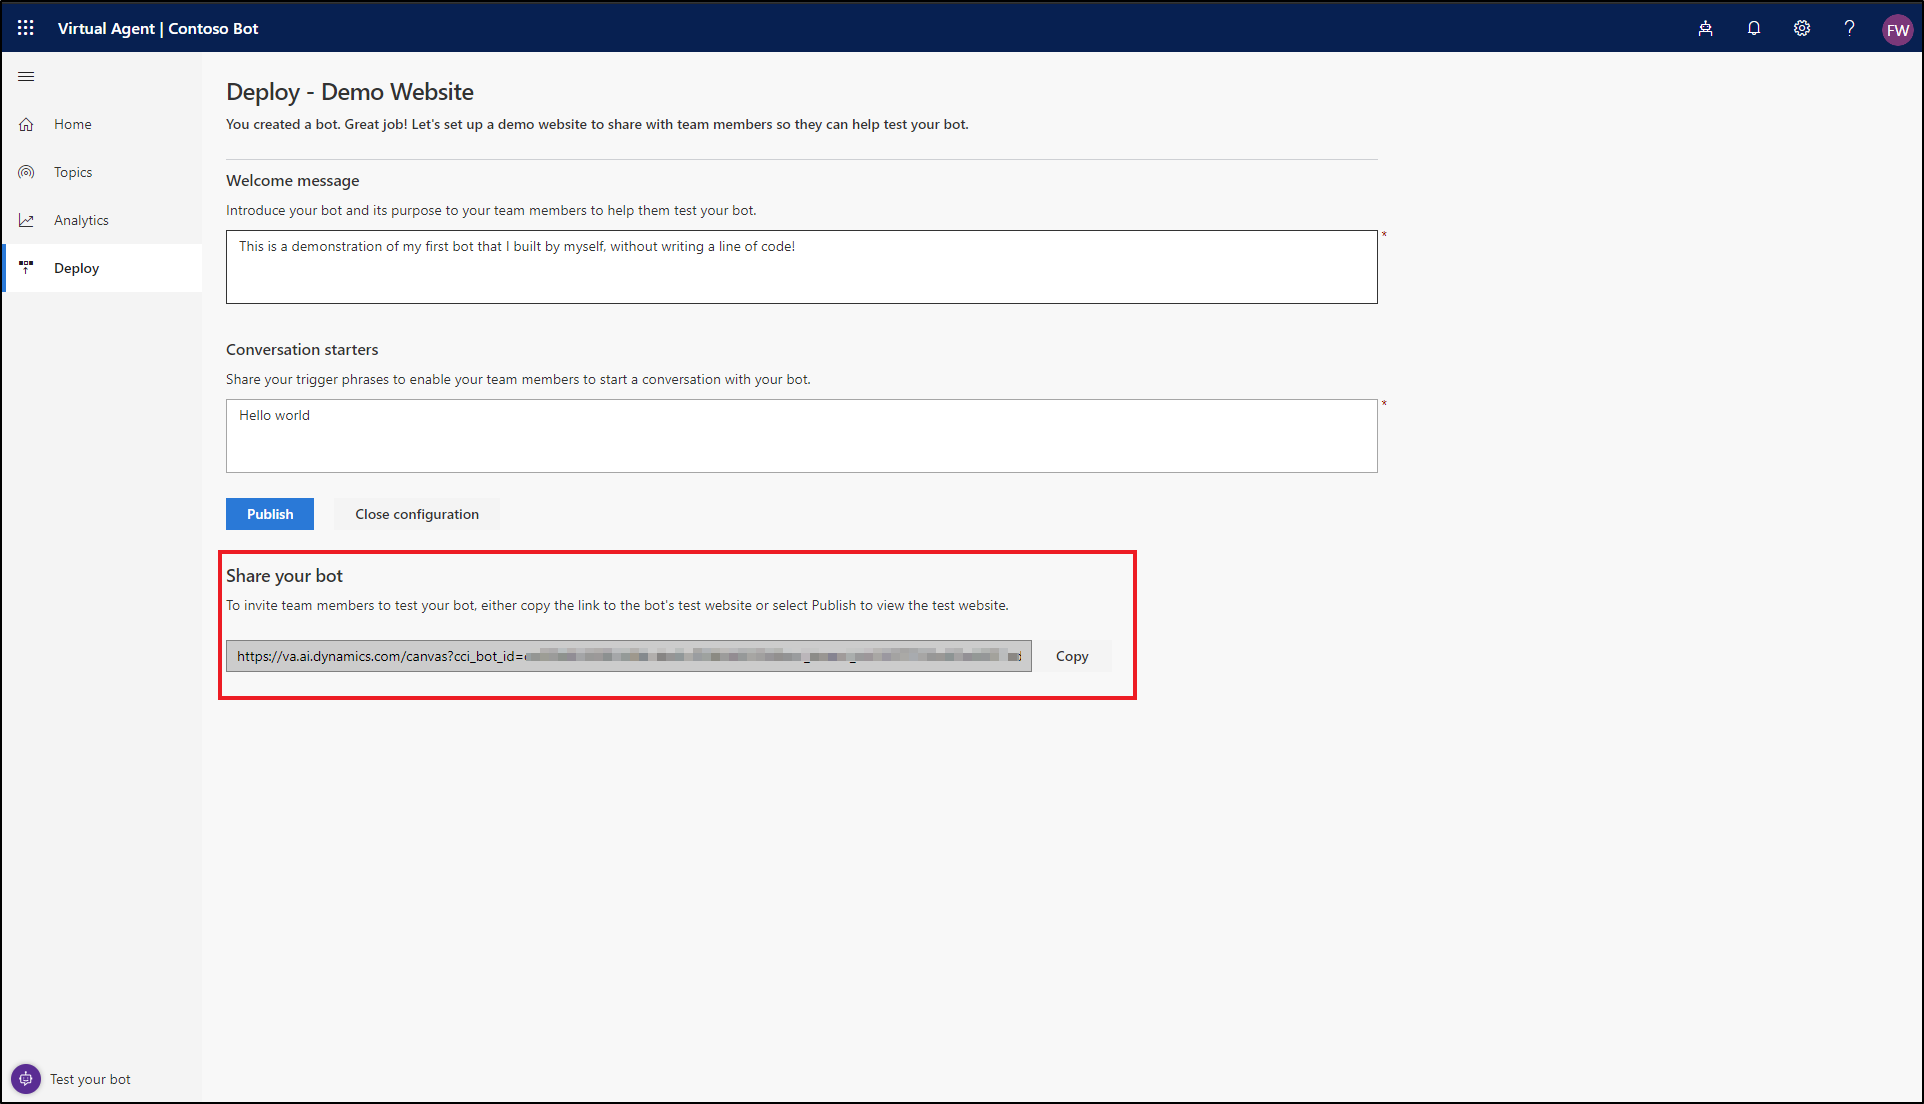 Virtual Agent | Contoso Bot
FW
Home
Topics
Analytics
Deploy
Deploy - Demo Website
You created a bot. Great job! Let's set up a demo website to share with team members so they can help test your bot.
Welcome message
Introduce your bot and its purpose to your team members to help them test your bot.
This is a demonstration of my first bot that I built by myself, without writing a line of code!
*
Conversation starters
Share your trigger phrases to enable your team members to start a conversation with your bot.
Hello world
*
Publish
Close configuration
Share your bot
To invite team members to test your bot, either copy the link to the bot's test website or select Publish to view the test website.
https://va.ai.dynamics.com/canvas?cci_bot_id=
Copy
Test your bot